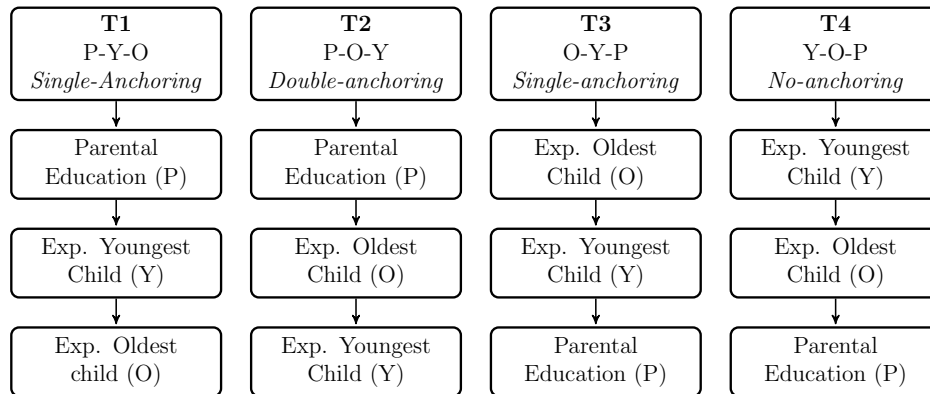 T1
P-Y-O
Single-Anchoring
Parental
Education (P)
Exp. Youngest
Child (Y)
Exp. Oldest
child (O)
T2
P-O-Y
Double-anchoring
Parental
Education (P)
Exp. Oldest
Child (O)
Exp. Youngest
Child (Y)
T3
O-Y-P
Single-anchoring
Exp. Oldest
Child (O)
Exp. Youngest
Child (Y)
Parental
Education (P)
T4
Y-O-P
No-anchoring
Exp. Youngest
Child (Y)
Exp. Oldest
Child (O)
Parental
Education (P)